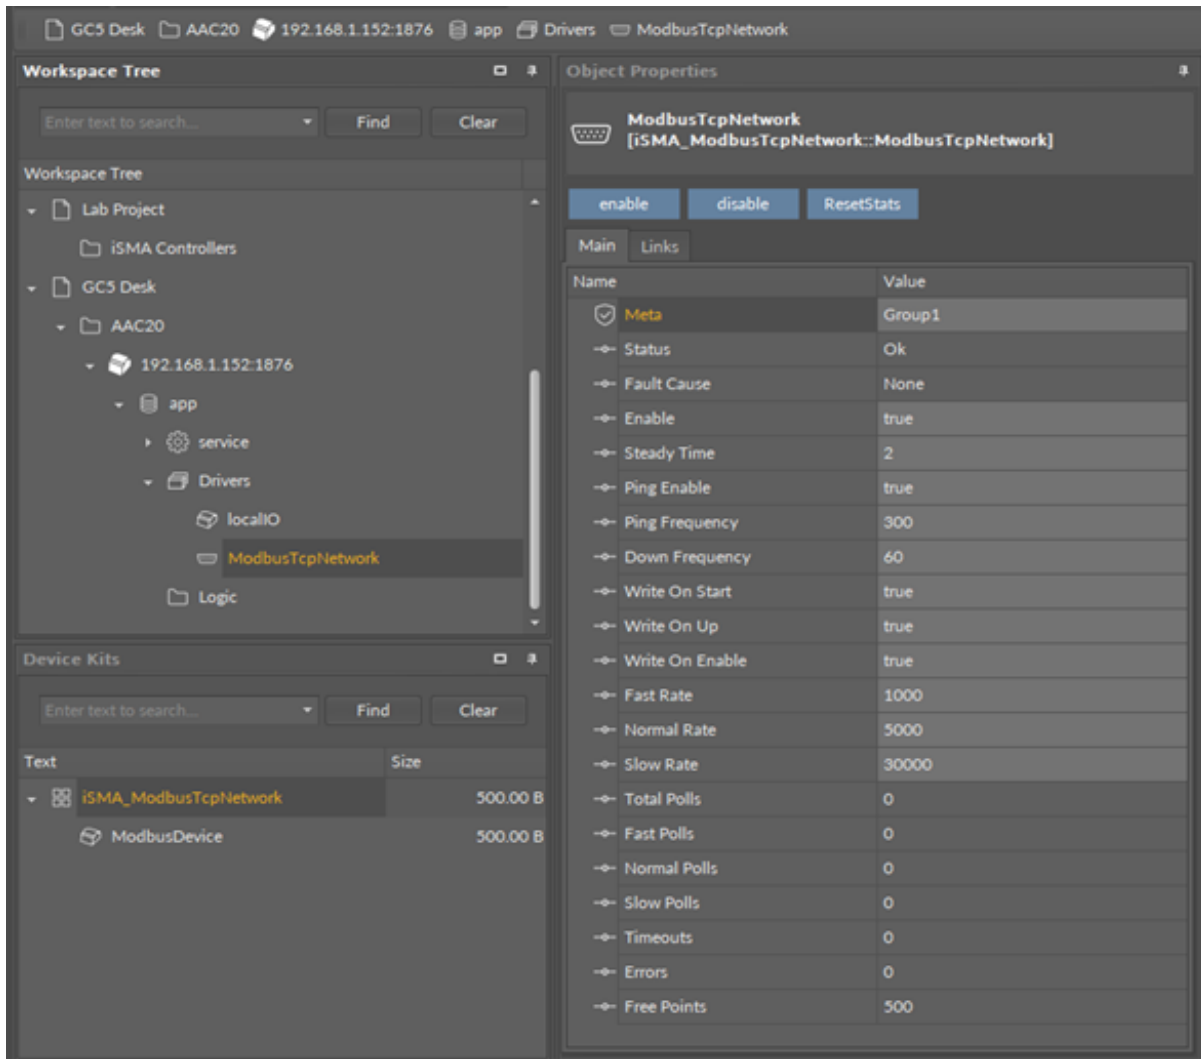 GC5 Desk AAC20 192.168.1.152:1876 app Drivers ModbusTcpNetwork
Workspace Tree
Enter text to search... Find Clear
Workspace Tree
Lab Project
iSMA Controllers
GC5 Desk
AAC20
192.168.1.152:1876
app
service
Drivers
localIO
ModbusTcpNetwork
Logic
Device Kits
Enter text to search... Find Clear
Text Size
iSMA_ModbusTcpNetwork 500.00 B
ModbusDevice 500.00 B
Object Properties
ModbusTcpNetwork
[iSMA_ModbusTcpNetwork::ModbusTcpNetwork]
enable disable ResetStats
Main Links
Name Value
Meta Group1
Status Ok
Fault Cause None
Enable true
Steady Time 2
Ping Enable true
Ping Frequency 300
Down Frequency 60
Write On Start true
Write On Up true
Write On Enable true
Fast Rate 1000
Normal Rate 5000
Slow Rate 30000
Total Polls 0
Fast Polls 0
Normal Polls 0
Slow Polls 0
Timeouts 0
Errors 0
Free Points 500